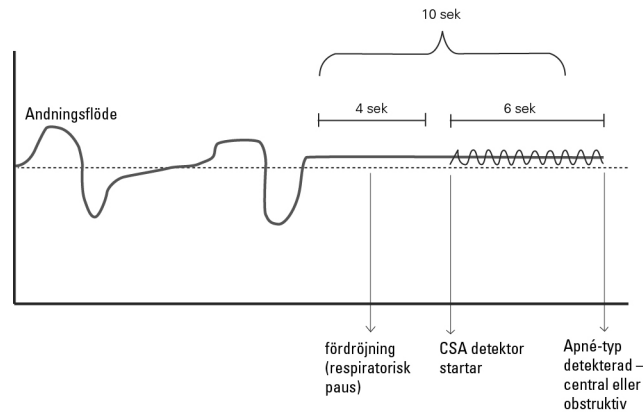 10 sek
Andningsflöde
4 sek
6 sek
fördröjning
(respiratorisk
paus)
CSA detektor
startar
Apné-typ
detekterad –
central eller
obstruktiv